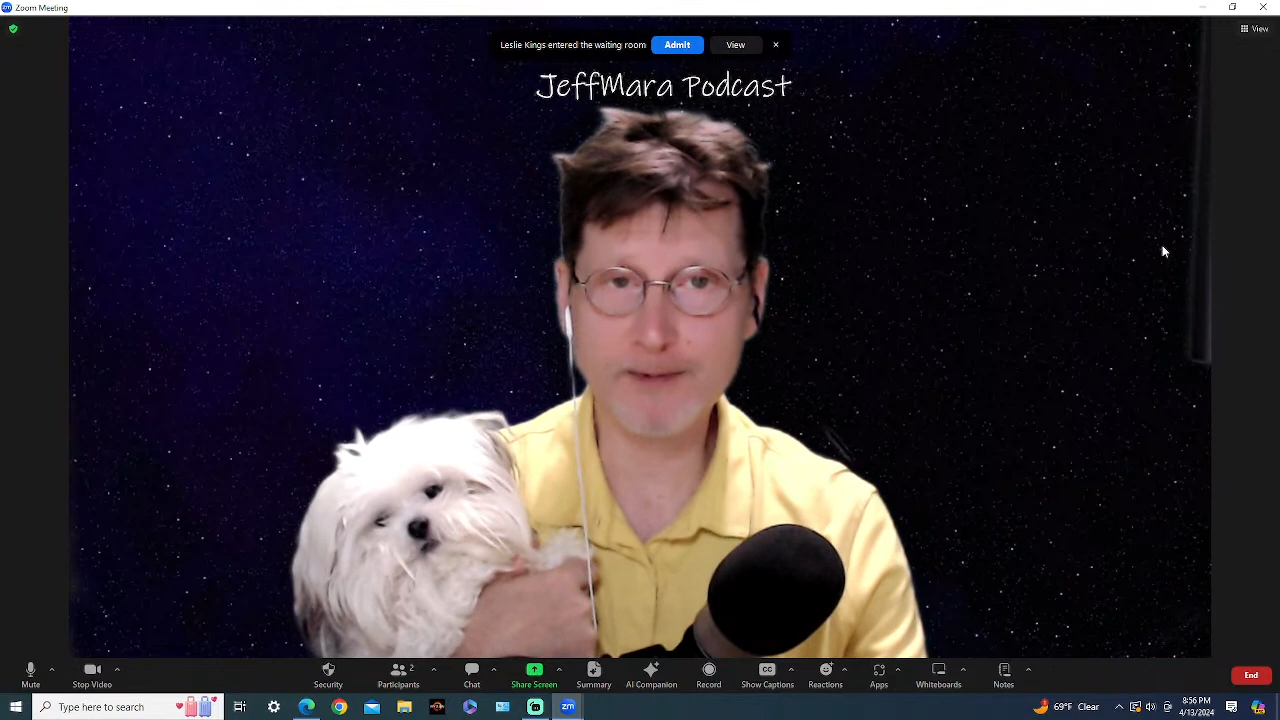 zm Zoom Meeting
Leslie Kings entered the waiting room Admit View
View
JeffMara Podcast
2
Mute Stop Video Security Participants Chat Share Screen Summary AI Companion Record Show Captions Reactions Apps Whiteboards Notes End
Type here to search
zm
69°F Clear
8:56 PM
4/13/2024